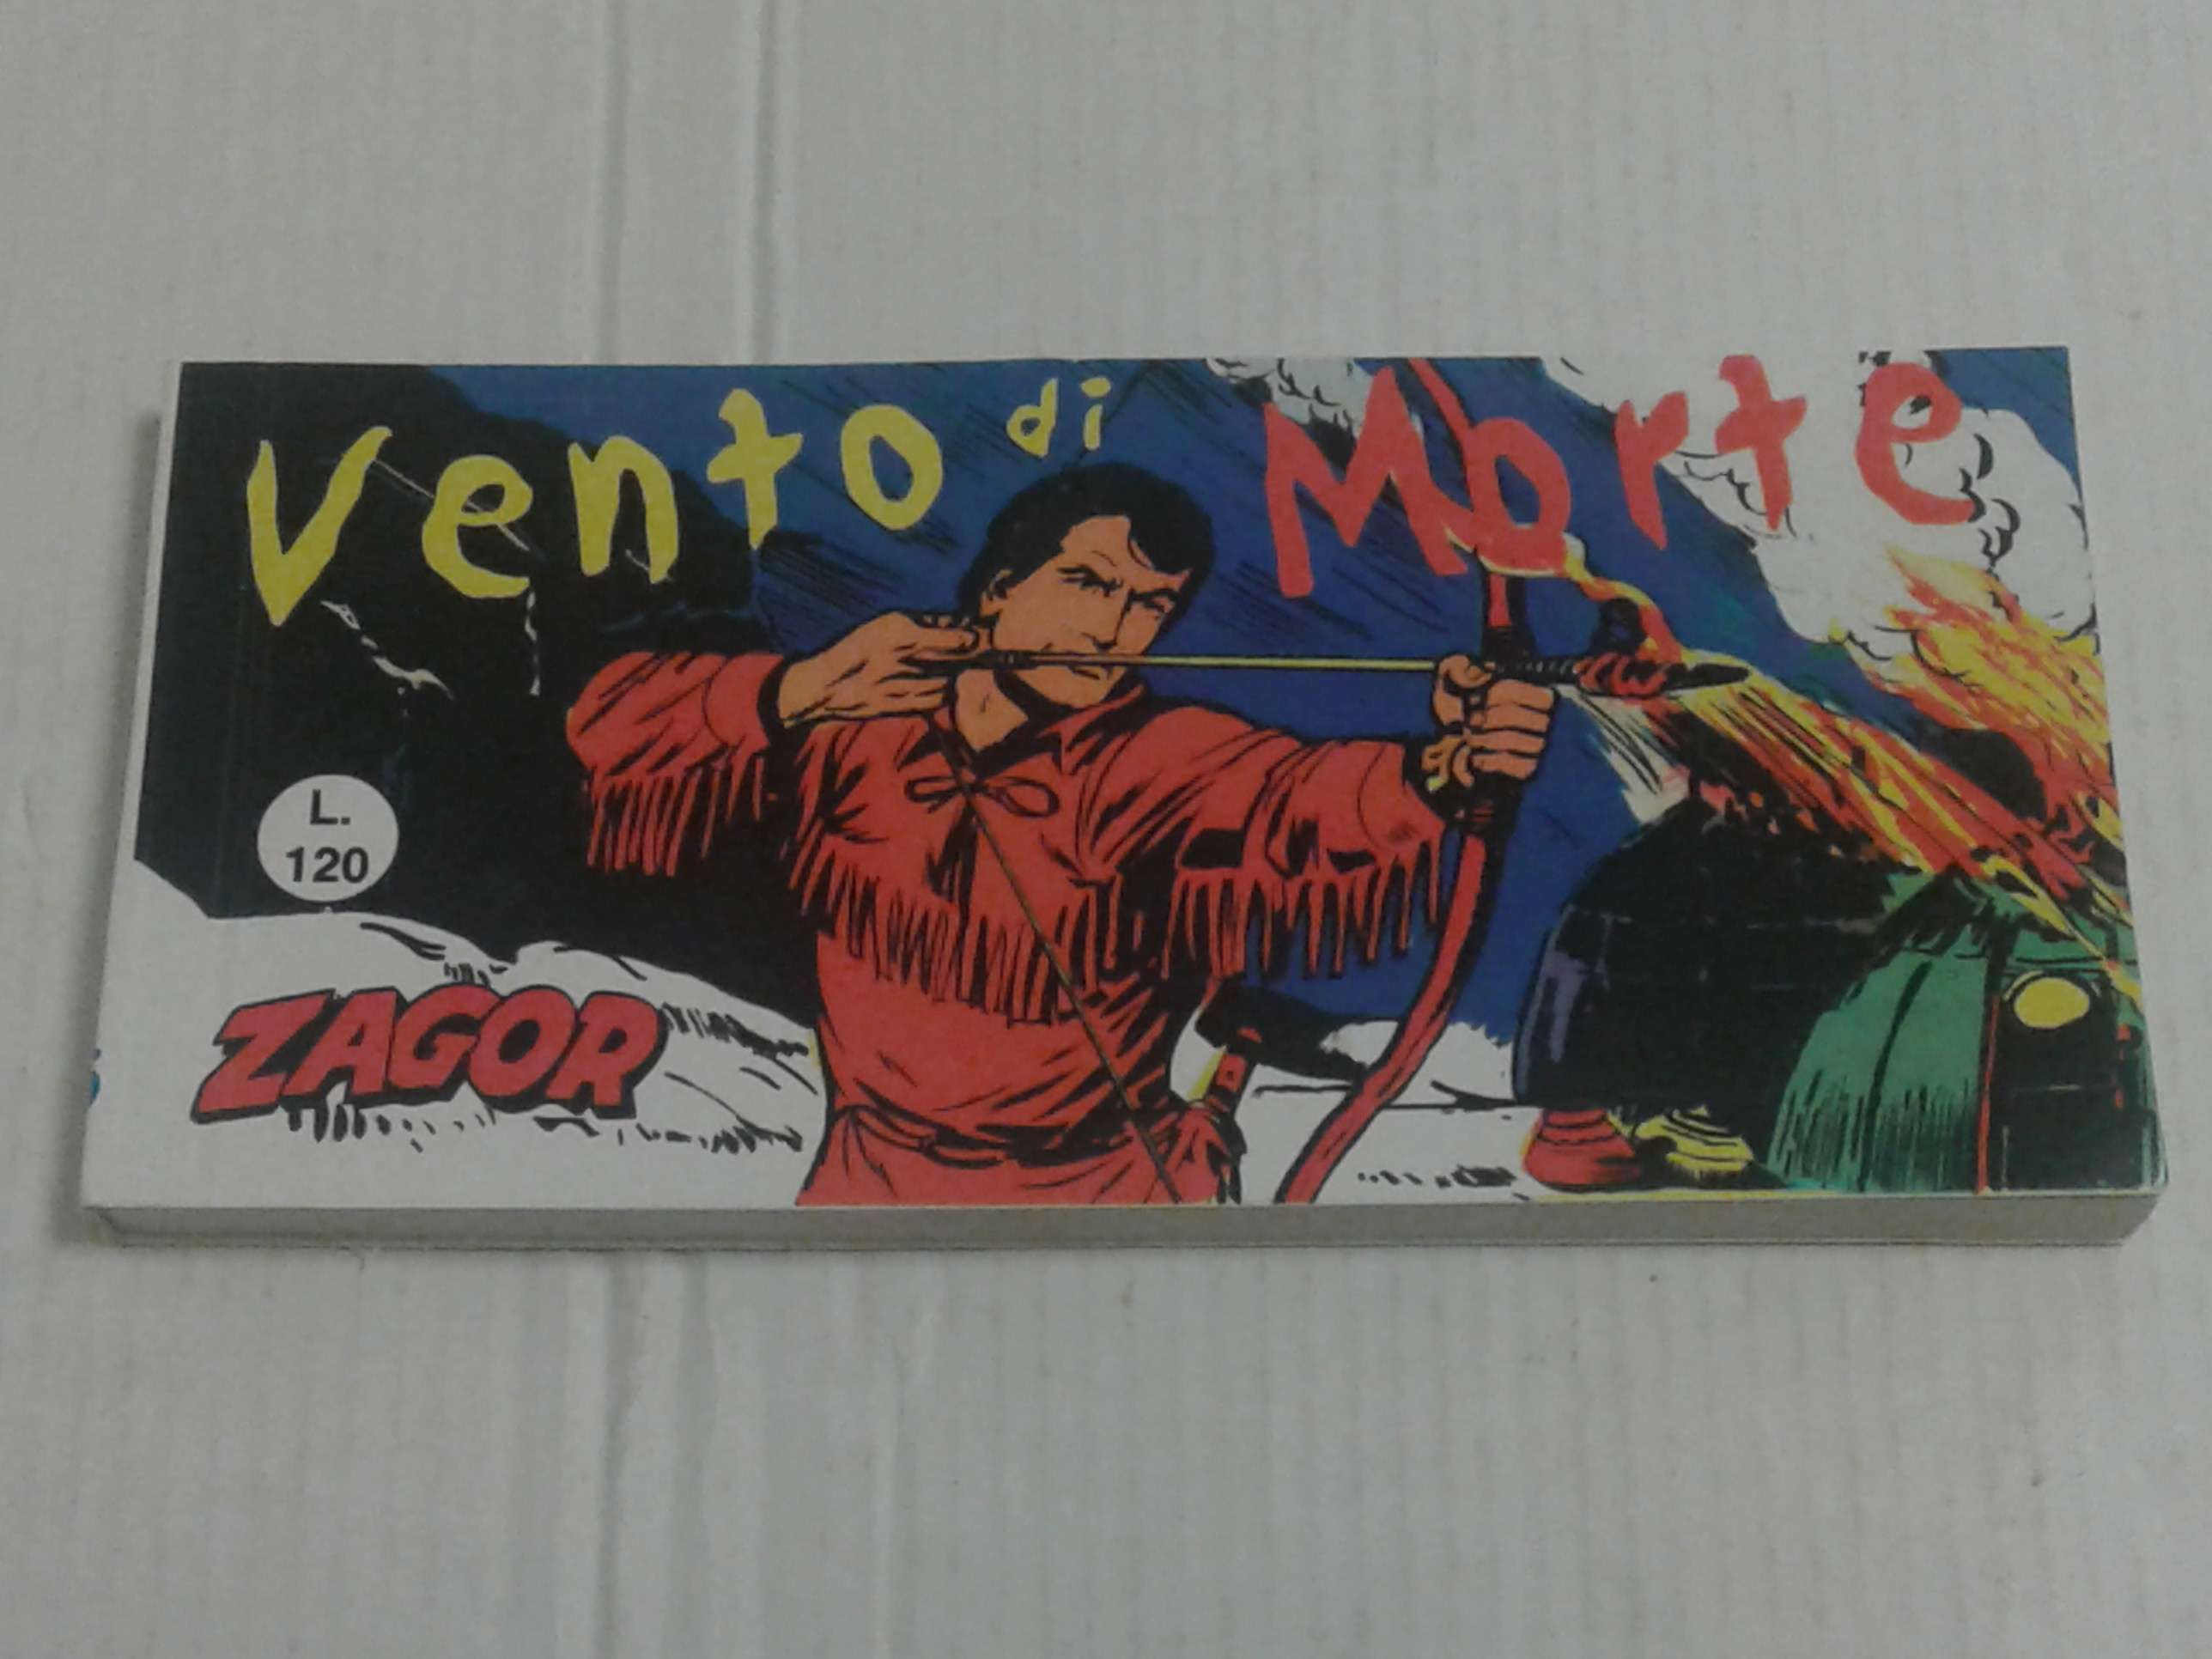 Vento di Morte
L.
120
ZAGOR